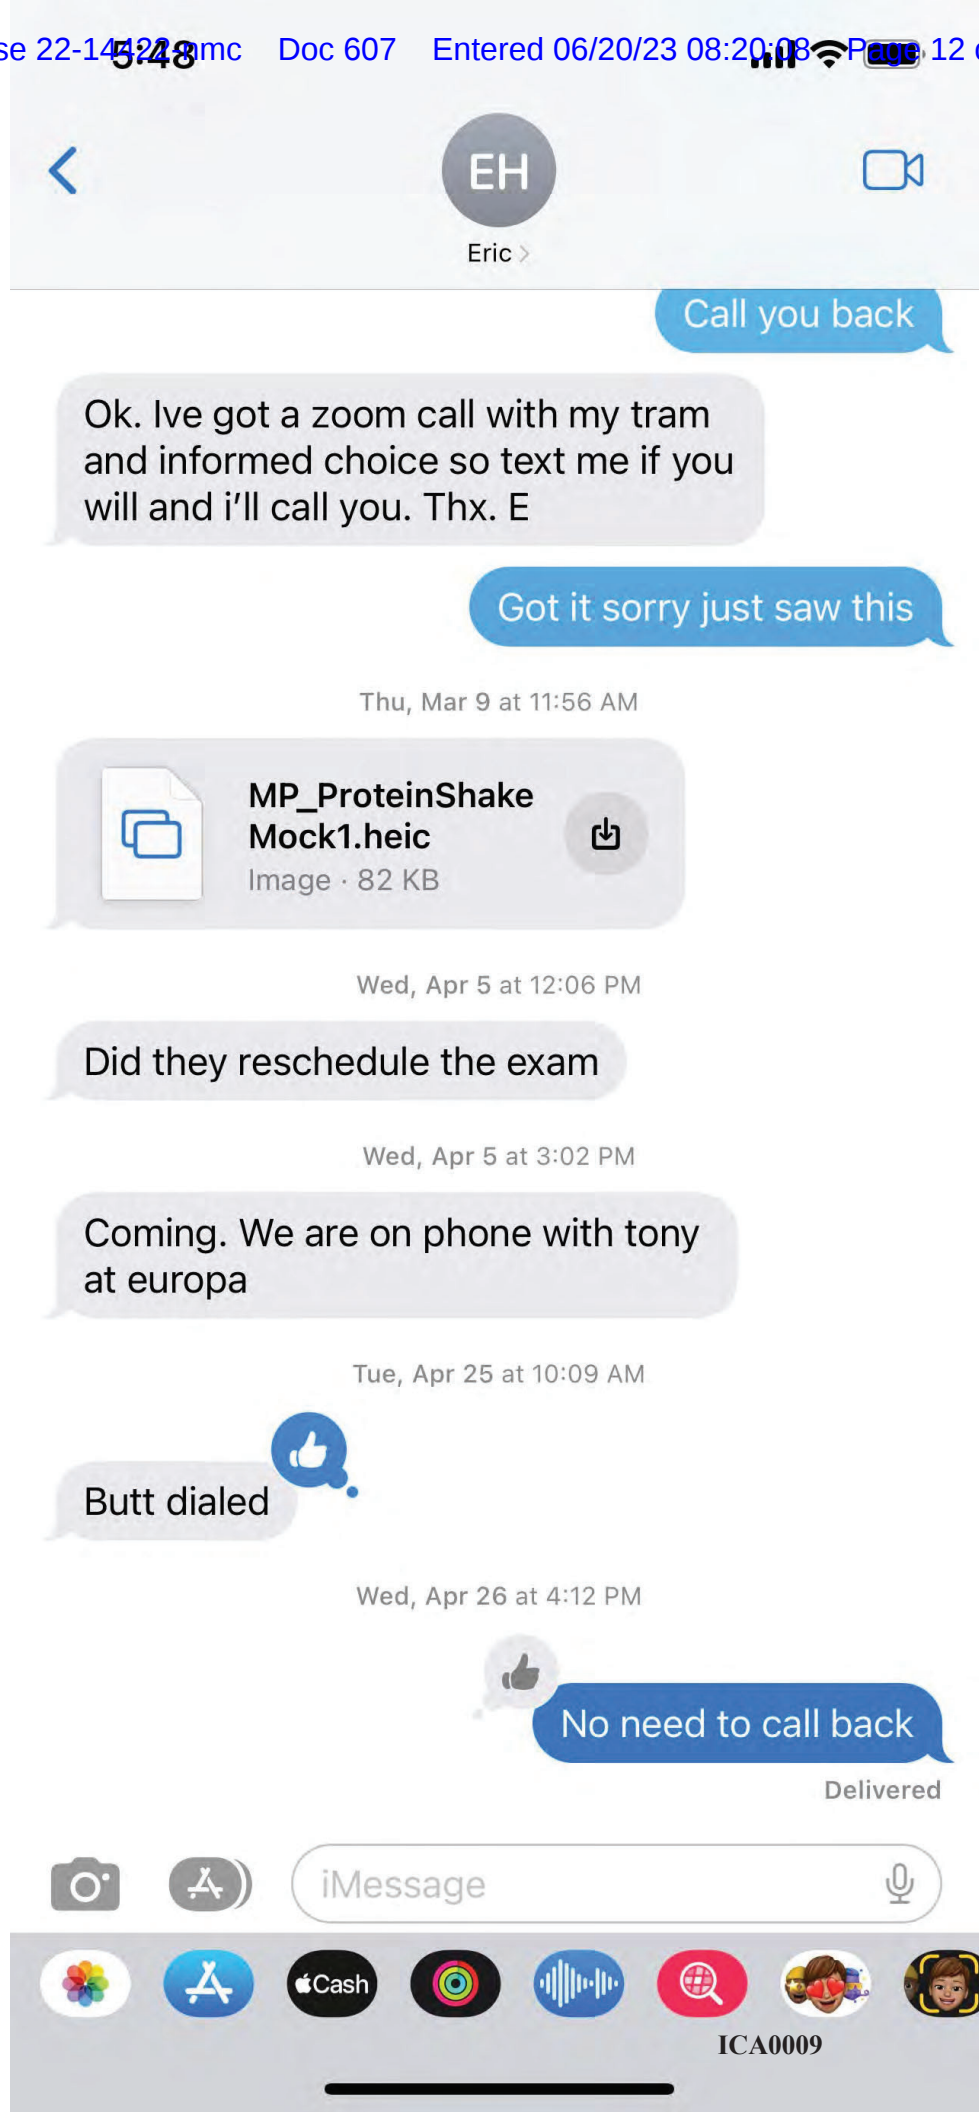 se 22-14422-nmc Doc 607 Entered 06/20/23 08:20:08 Page 12
5:48
EH
Eric
Call you back
Ok. Ive got a zoom call with my tram
and informed choice so text me if you
will and i'll call you. Thx. E
Got it sorry just saw this
Thu, Mar 9 at 11:56 AM
MP_ProteinShake
Mock1.heic
Image · 82 KB
Wed, Apr 5 at 12:06 PM
Did they reschedule the exam
Wed, Apr 5 at 3:02 PM
Coming. We are on phone with tony
at europa
Tue, Apr 25 at 10:09 AM
Butt dialed
Wed, Apr 26 at 4:12 PM
No need to call back
Delivered
iMessage
Cash
ICA0009